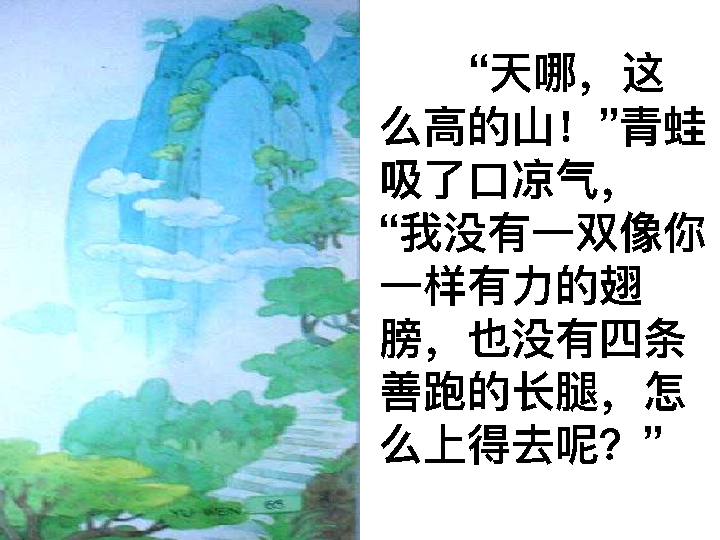 “天哪，这
么高的山！”青蛙
吸了口凉气，
“我没有一双像你
一样有力的翅
膀，也没有四条
善跑的长腿，怎
么上得去呢？”
YU WEN